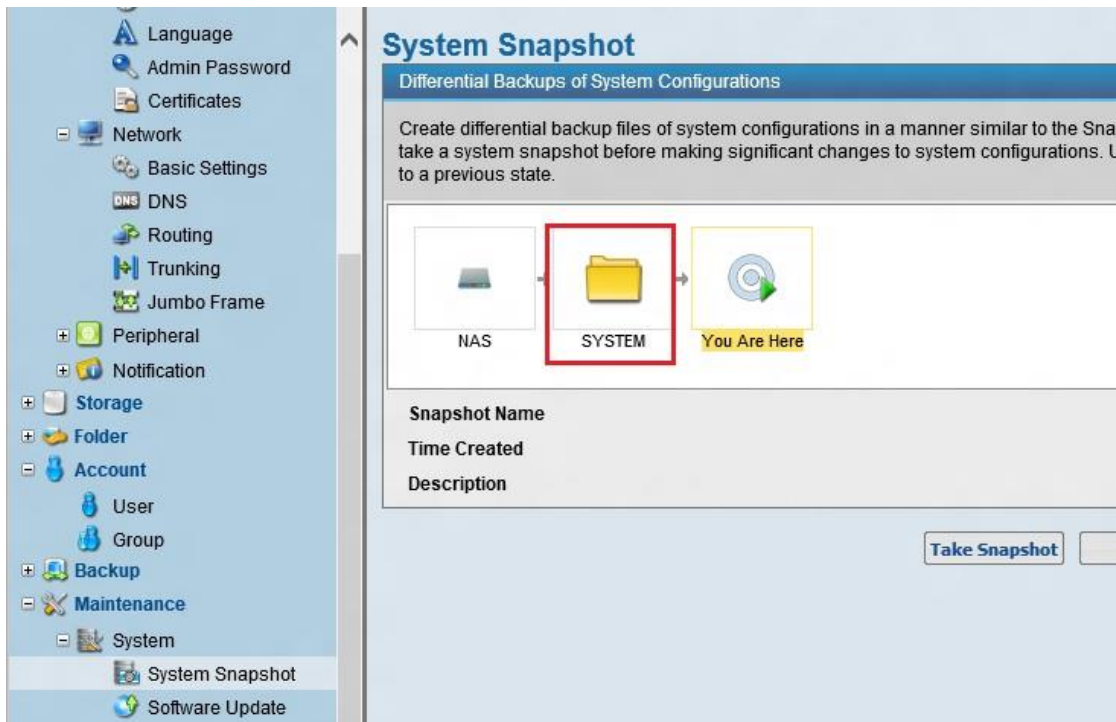 Language
Admin Password
Certificates
Network
Basic Settings
DNS
DNS
Routing
Trunking
Jumbo Frame
Peripheral
Notification
Storage
Folder
Account
User
Group
Backup
Maintenance
System
System Snapshot
Software Update
System Snapshot
Differential Backups of System Configurations
Create differential backup files of system configurations in a manner similar to the Sna
take a system snapshot before making significant changes to system configurations. U
to a previous state.
NAS
SYSTEM
You Are Here
Snapshot Name
Time Created
Description
Take Snapshot